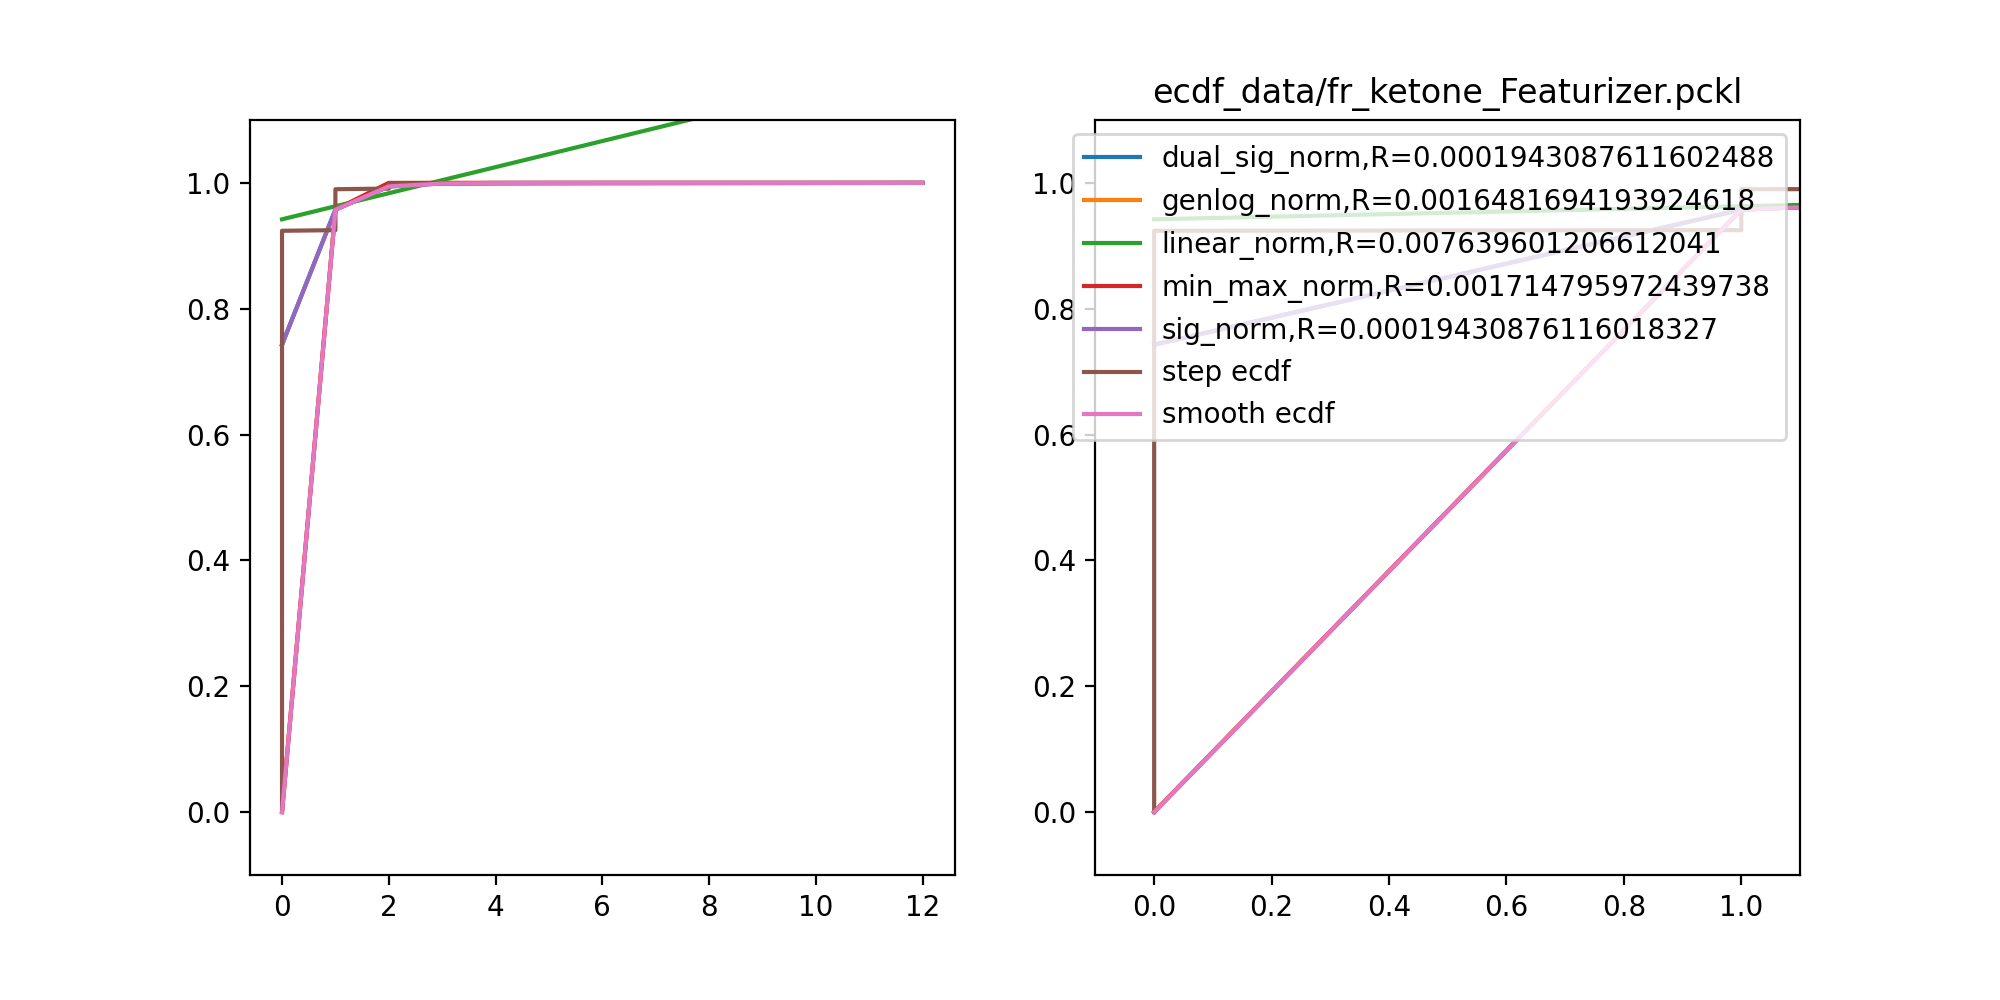 ecdf_data/fr_ketone_Featurizer.pckl
1.0
0.8
0.6
0.4
0.2
0.0
0 2 4 6 8 10 12
1.0
0.8
0.6
0.4
0.2
0.0
dual_sig_norm,R=0.0001943087611602488
genlog_norm,R=0.0016481694193924618
linear_norm,R=0.007639601206612041
min_max_norm,R=0.001714795972439738
sig_norm,R=0.00019430876116018327
step ecdf
smooth ecdf
0.0 0.2 0.4 0.6 0.8 1.0